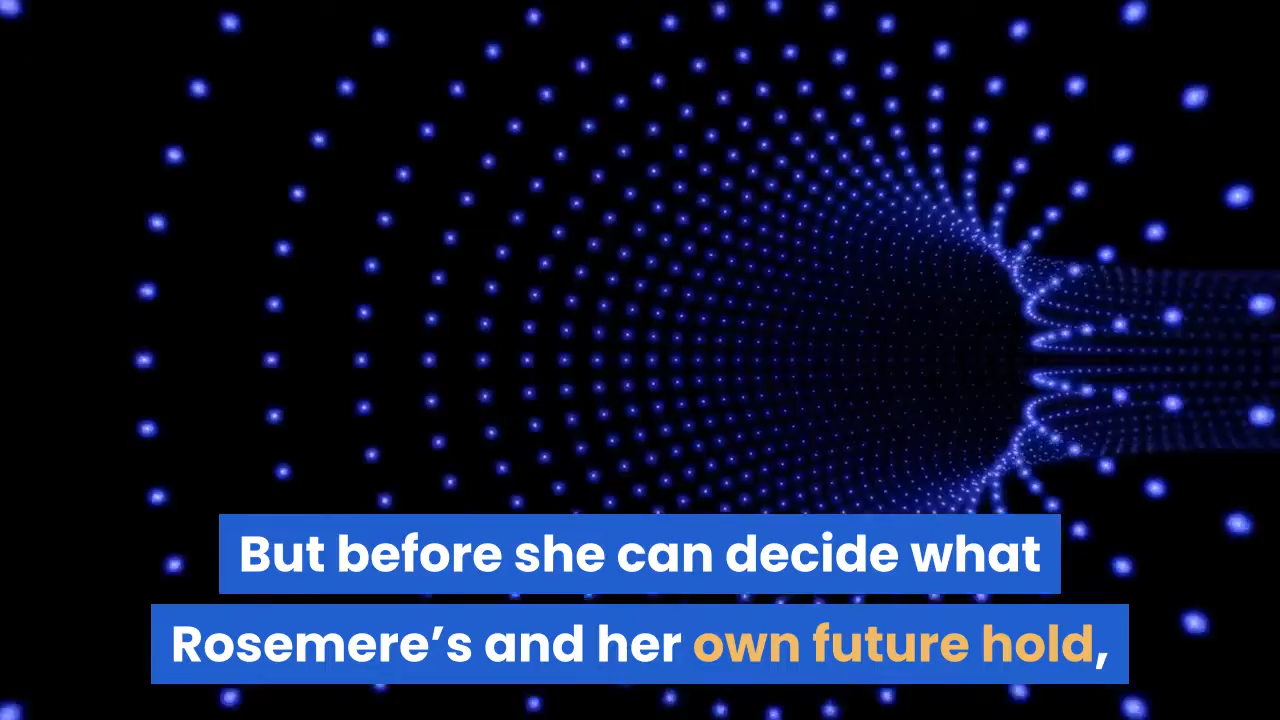 But before she can decide what
Rosemere’s and her own future hold,